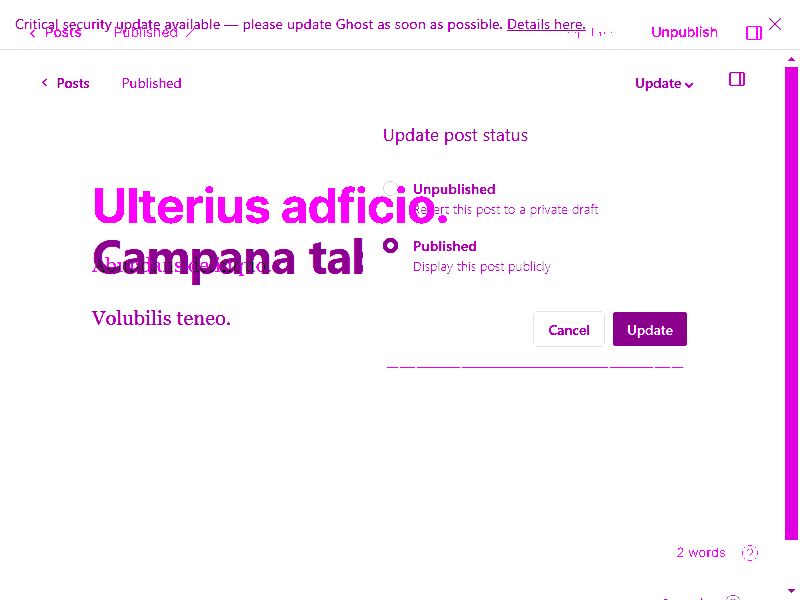 Critical security update available — please update Ghost as soon as possible. Details here.
Posts Published Unpublish
Posts Published Update
Update post status
Unpublished
Revert this post to a private draft
Ulterius adficio.
Published
Display this post publicly
Campana tal
Volubilis teneo.
Cancel Update
2 words